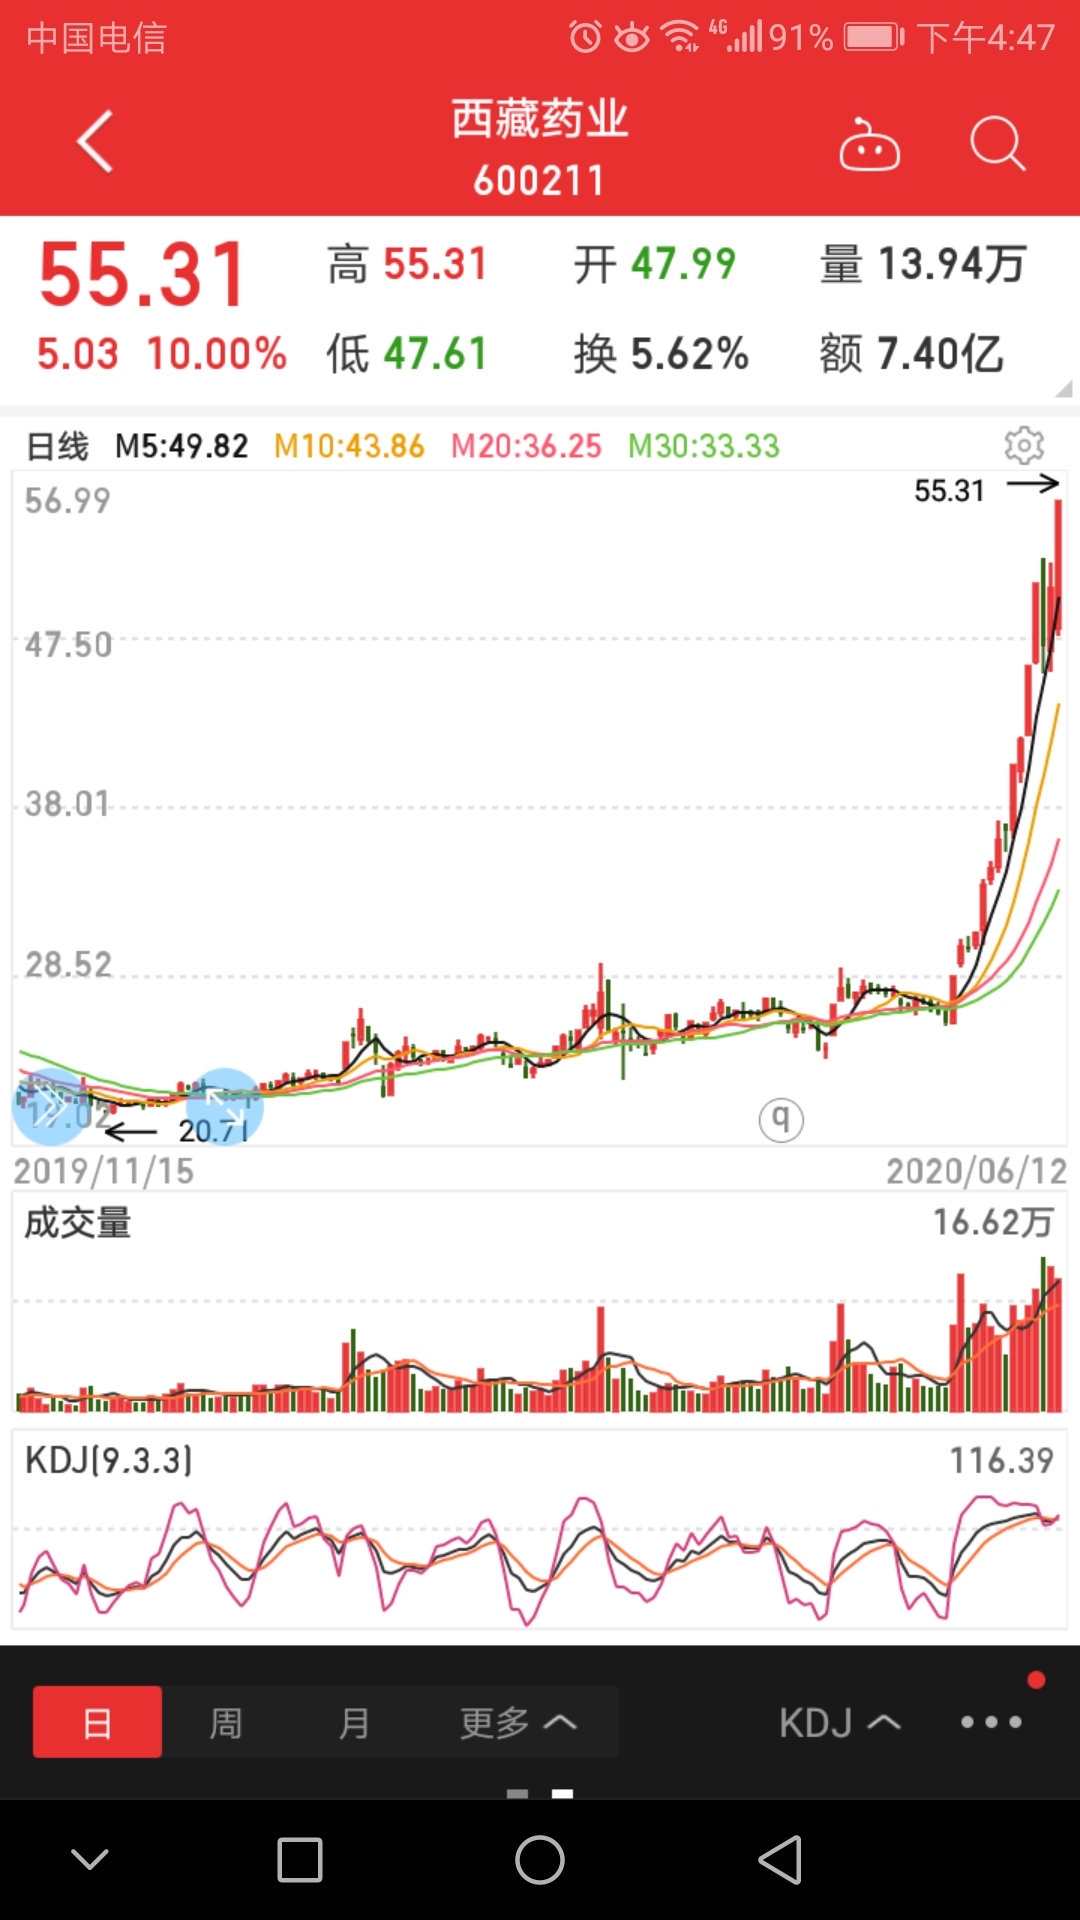 中国电信 4G 91% 下午4:47
西藏药业
600211
55.31 高 55.31 开 47.99 量 13.94万
5.03 10.00% 低 47.61 换 5.62% 额 7.40亿
日线 M5:49.82 M10:43.86 M20:36.25 M30:33.33
55.31
56.99
47.50
38.01
28.52
19.02
20.71
q
2019/11/15 2020/06/12
成交量 16.62万
KDJ(9,3,3) 116.39
日 周 月 更多 KDJ